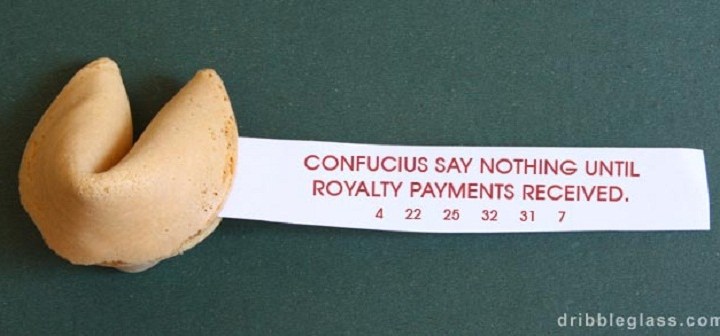 CONFUCIUS SAY NOTHING UNTIL
ROYALTY PAYMENTS RECEIVED.
4 22 25 32 31 7
dribbleglass.com